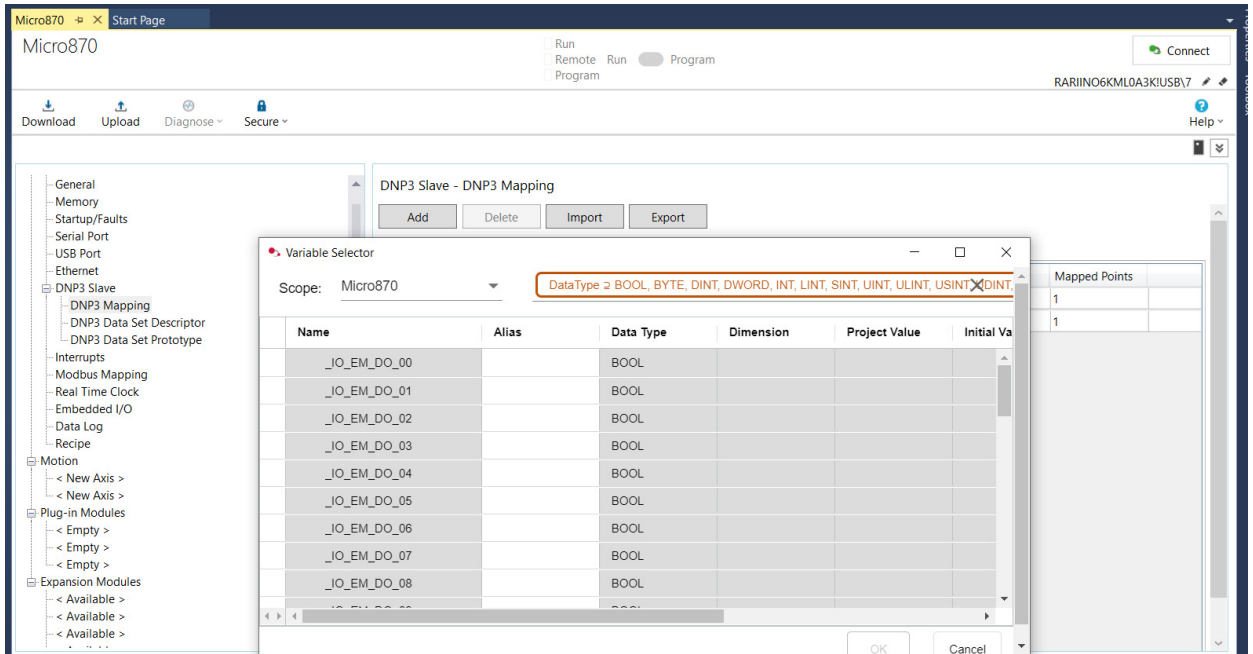 Micro870
Start Page
Micro870
Run
Remote Run Program
Program
Connect
RARIINO6KML0A3K!USB\7
Download Upload Diagnose Secure
Help
Properties
Toolbox
General
Memory
Startup/Faults
Serial Port
USB Port
Ethernet
DNP3 Slave
DNP3 Mapping
DNP3 Data Set Descriptor
DNP3 Data Set Prototype
Interrupts
Modbus Mapping
Real Time Clock
Embedded I/O
Data Log
Recipe
Motion
< New Axis >
< New Axis >
Plug-in Modules
< Empty >
< Empty >
< Empty >
Expansion Modules
< Available >
< Available >
< Available >
DNP3 Slave - DNP3 Mapping
Add Delete Import Export
Mapped Points
1
1
Variable Selector
Scope: Micro870
DataType ⊇ BOOL, BYTE, DINT, DWORD, INT, LINT, SINT, UINT, ULINT, USINT, UDINT,
Name Alias Data Type Dimension Project Value Initial Va
_IO_EM_DO_00 BOOL
_IO_EM_DO_01 BOOL
_IO_EM_DO_02 BOOL
_IO_EM_DO_03 BOOL
_IO_EM_DO_04 BOOL
_IO_EM_DO_05 BOOL
_IO_EM_DO_06 BOOL
_IO_EM_DO_07 BOOL
_IO_EM_DO_08 BOOL
OK Cancel